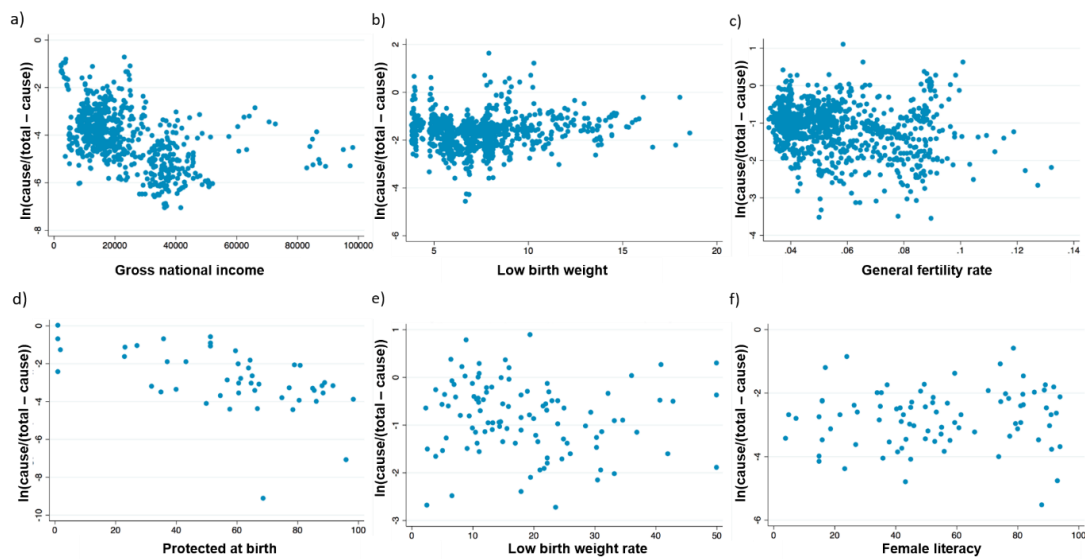 a)
ln(cause/(total − cause))
0
-2
-4
-6
-8
0 20000 40000 60000 80000 100000
Gross national income
b)
ln(cause/(total − cause))
2
0
-2
-4
-6
5 10 15 20
Low birth weight
c)
ln(cause/(total − cause))
1
0
-1
-2
-3
-4
.04 .06 .08 .1 .12 .14
General fertility rate
d)
ln(cause/(total − cause))
0
-2
-4
-6
-8
-10
0 20 40 60 80 100
Protected at birth
e)
ln(cause/(total − cause))
1
0
-1
-2
-3
0 10 20 30 40 50
Low birth weight rate
f)
ln(cause/(total − cause))
0
-2
-4
-6
0 20 40 60 80 100
Female literacy